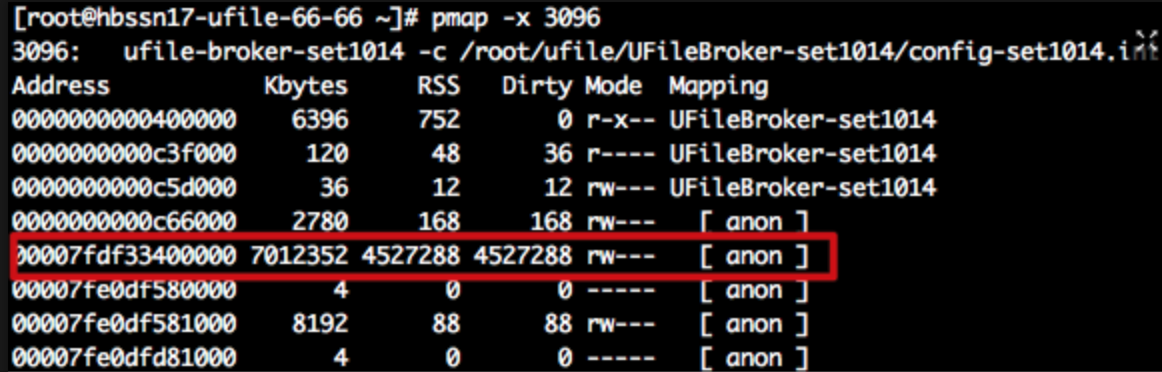 [root@hbssn17-ufile-66-66 ~]# pmap -x 3096
3096:   ufile-broker-set1014 -c /root/ufile/UFileBroker-set1014/config-set1014.int
Address           Kbytes     RSS   Dirty Mode  Mapping
0000000000400000    6396     752       0 r-x-- UFileBroker-set1014
0000000000c3f000     120      48      36 r---- UFileBroker-set1014
0000000000c5d000      36      12      12 rw--- UFileBroker-set1014
0000000000c66000    2780     168     168 rw---   [ anon ]
00007fdf33400000 7012352 4527288 4527288 rw---   [ anon ]
00007fe0df580000       4       0       0 -----   [ anon ]
00007fe0df581000    8192      88      88 rw---   [ anon ]
00007fe0dfd81000       4       0       0 -----   [ anon ]